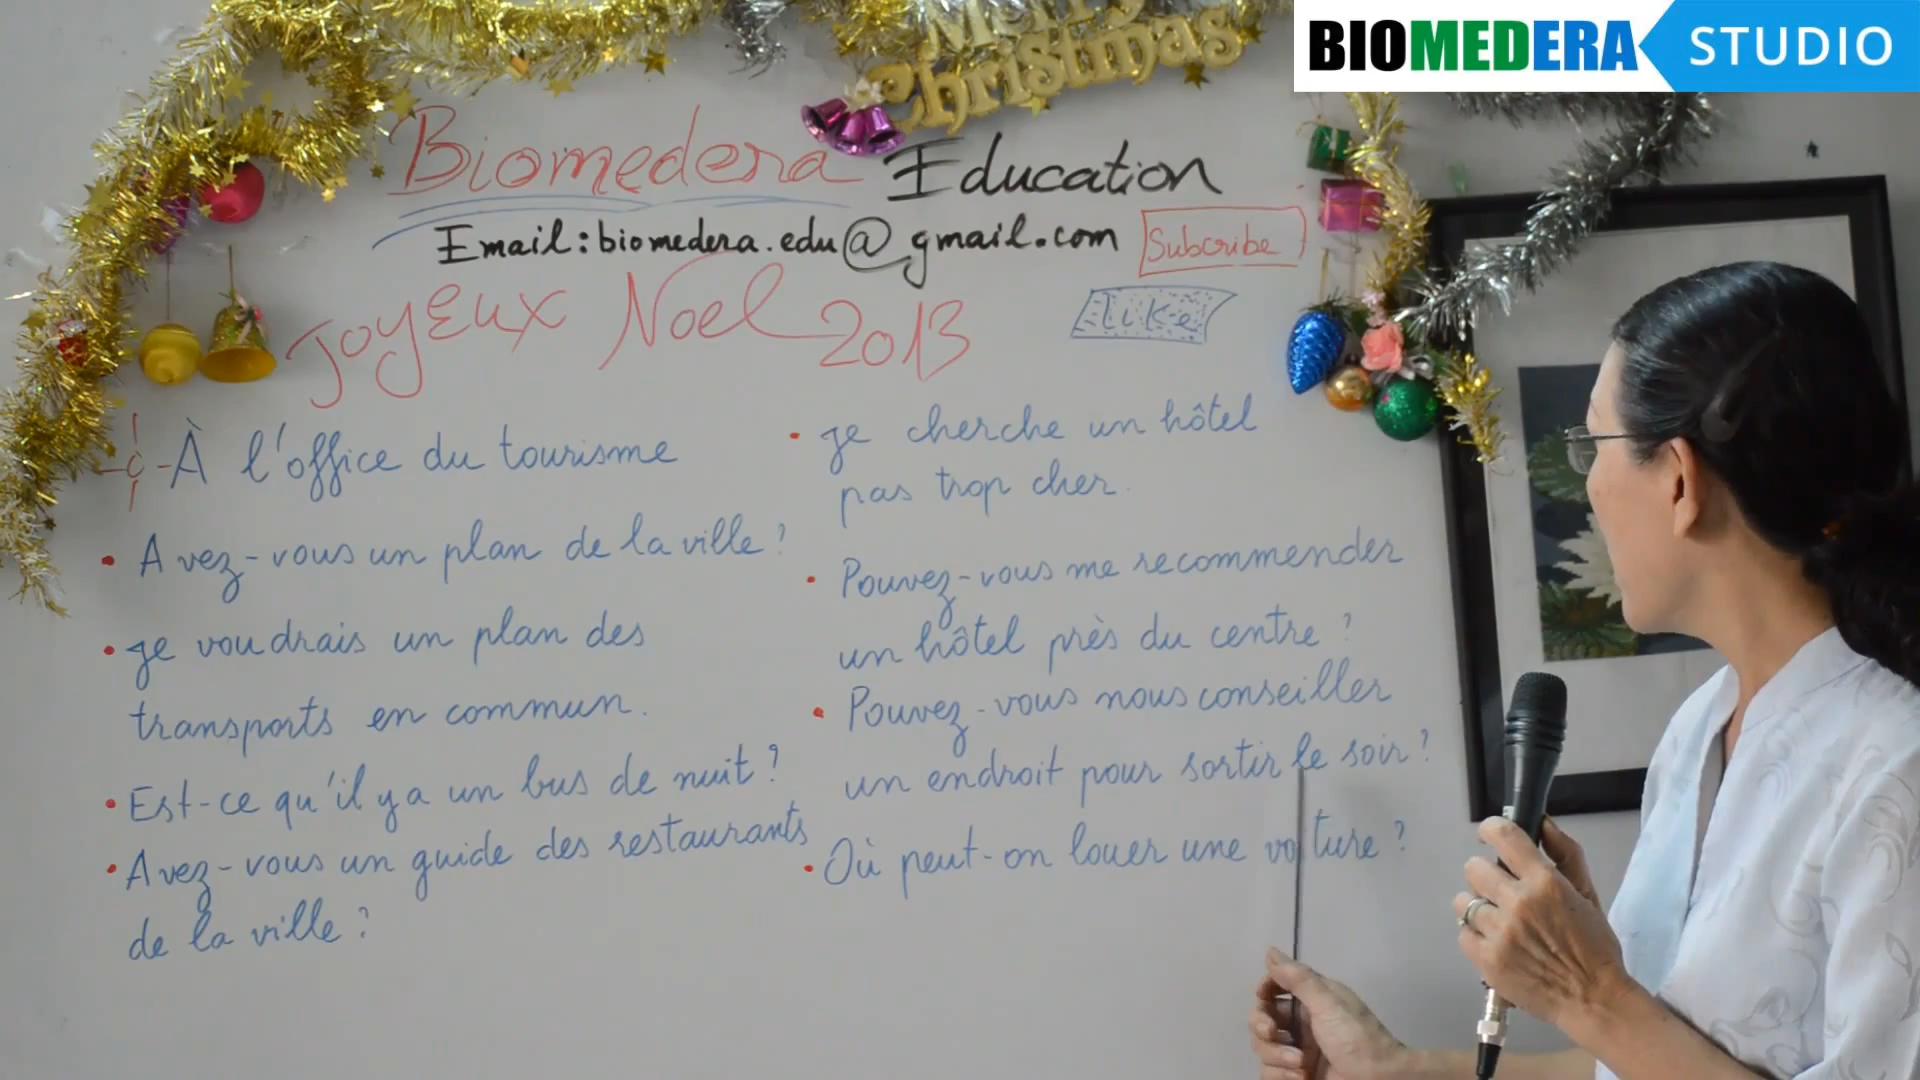 Merry
Christmas
BIOMEDERA STUDIO
Biomedera Education
Email: biomedera.edu@gmail.com
Subscribe
Joyeux Noel 2013
Like
À l'office du tourisme
• Avez-vous un plan de la ville ?
• Je voudrais un plan des
transports en commun.
• Est-ce qu'il y a un bus de nuit ?
• Avez-vous un guide des restaurants
de la ville ?
• Je cherche un hôtel
pas trop cher.
• Pouvez-vous me recommender
un hôtel près du centre ?
• Pouvez-vous nous conseiller
un endroit pour sortir le soir ?
• Où peut-on louer une voiture ?